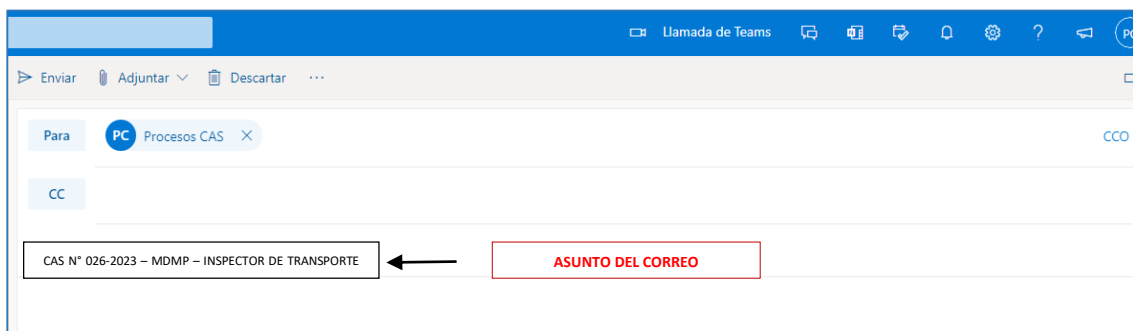 Llamada de Teams
Enviar Adjuntar Descartar ...
Para PC Procesos CAS CCO
CC
CAS N° 026-2023 – MDMP – INSPECTOR DE TRANSPORTE ASUNTO DEL CORREO